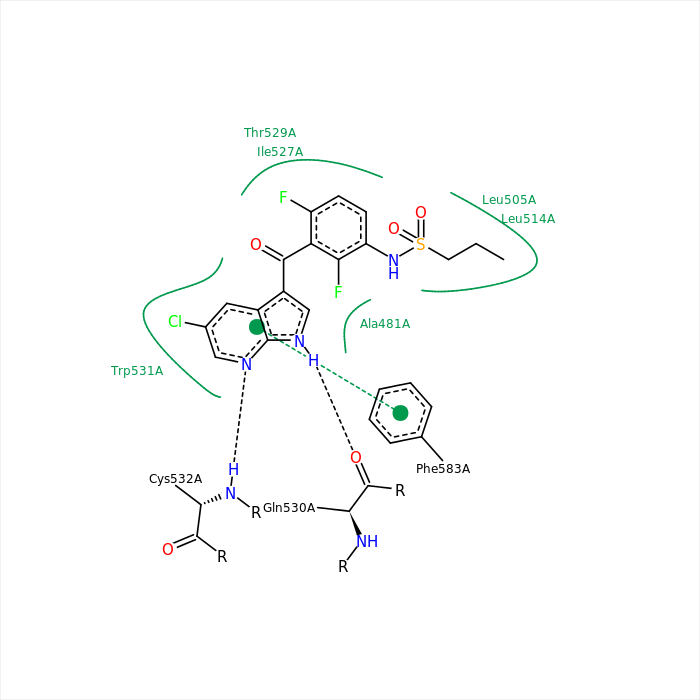 Thr529A
Ile527A
F
Leu505A
O
Leu514A
O
O
S
N
H
F
Cl
Ala481A
N
H
N
Trp531A
O
Phe583A
H
Cys532A
R
N
Gln530A
R
O
NH
R
R